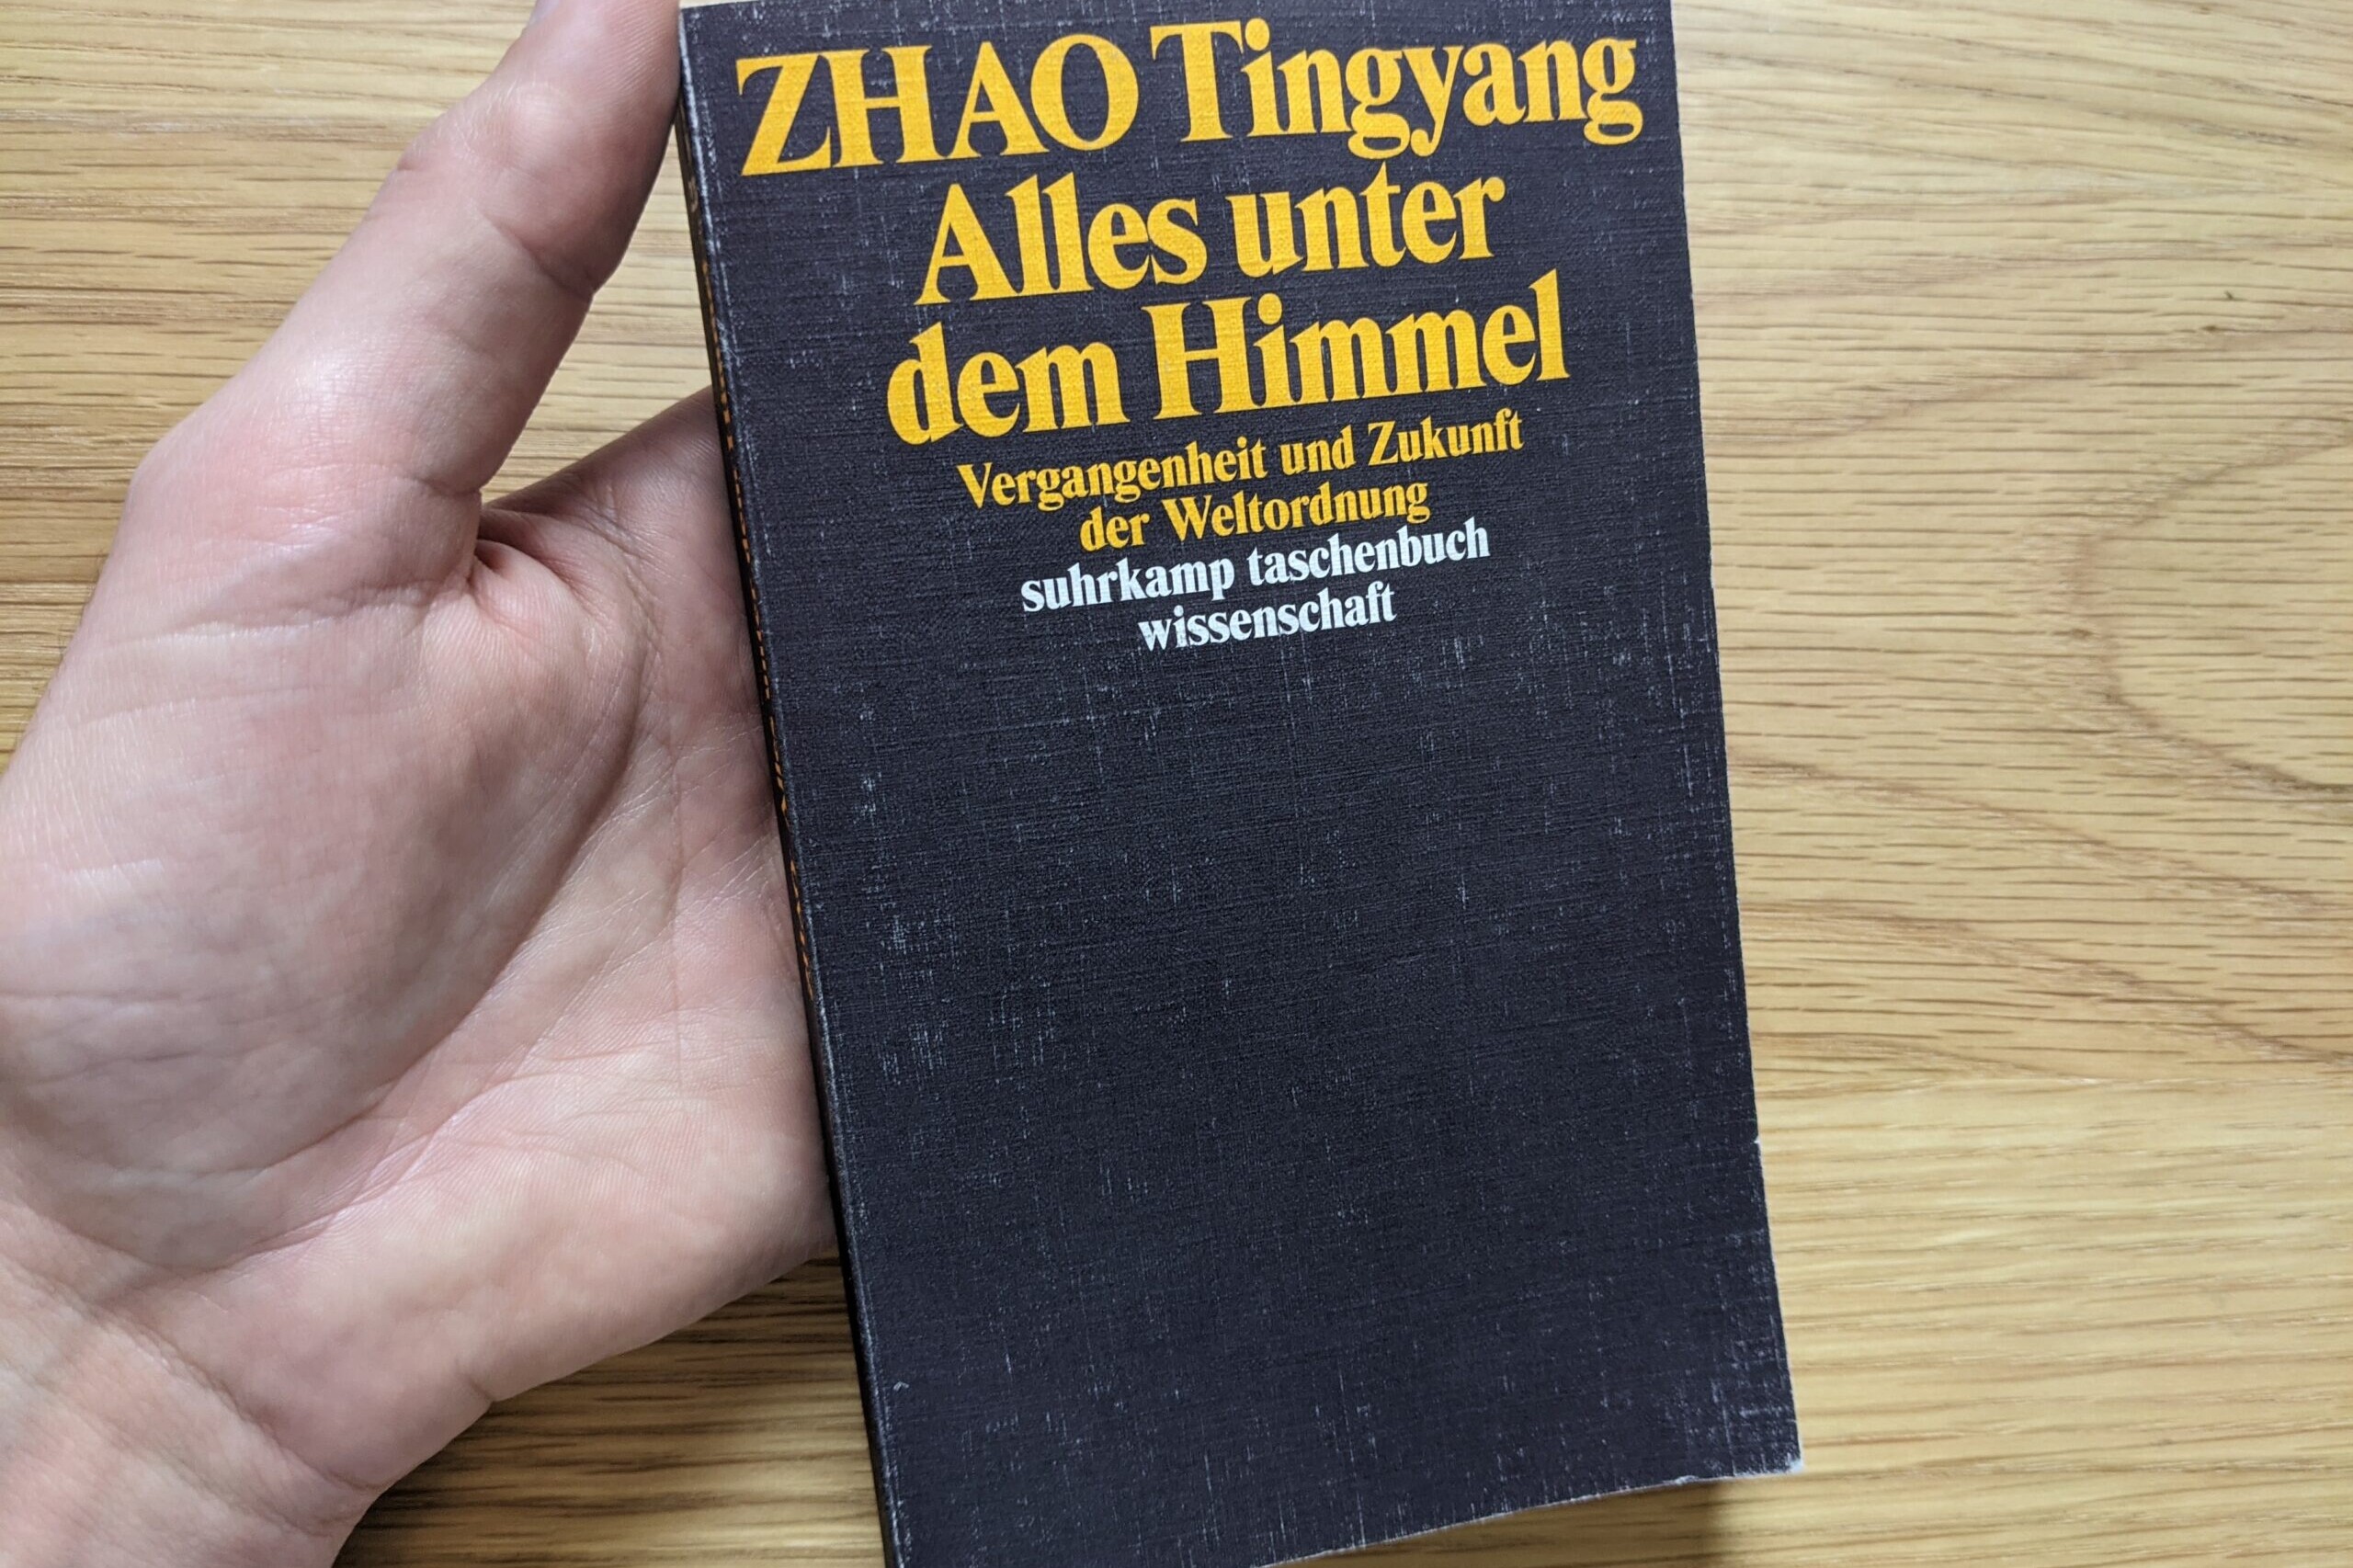 ZHAO Tingyang
Alles unter
dem Himmel
Vergangenheit und Zukunft
der Weltordnung
suhrkamp taschenbuch
wissenschaft